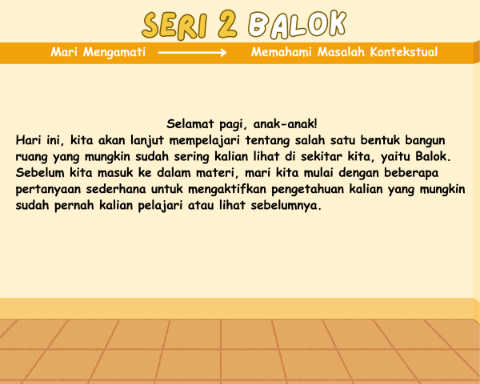 SERI 2 BALOK
Mari Mengamati
Memahami Masalah Kontekstual
Selamat pagi, anak-anak!
Hari ini, kita akan lanjut mempelajari tentang salah satu bentuk bangun
ruang yang mungkin sudah sering kalian lihat di sekitar kita, yaitu Balok.
Sebelum kita masuk ke dalam materi, mari kita mulai dengan beberapa
pertanyaan sederhana untuk mengaktifkan pengetahuan kalian yang mungkin
sudah pernah kalian pelajari atau lihat sebelumnya.